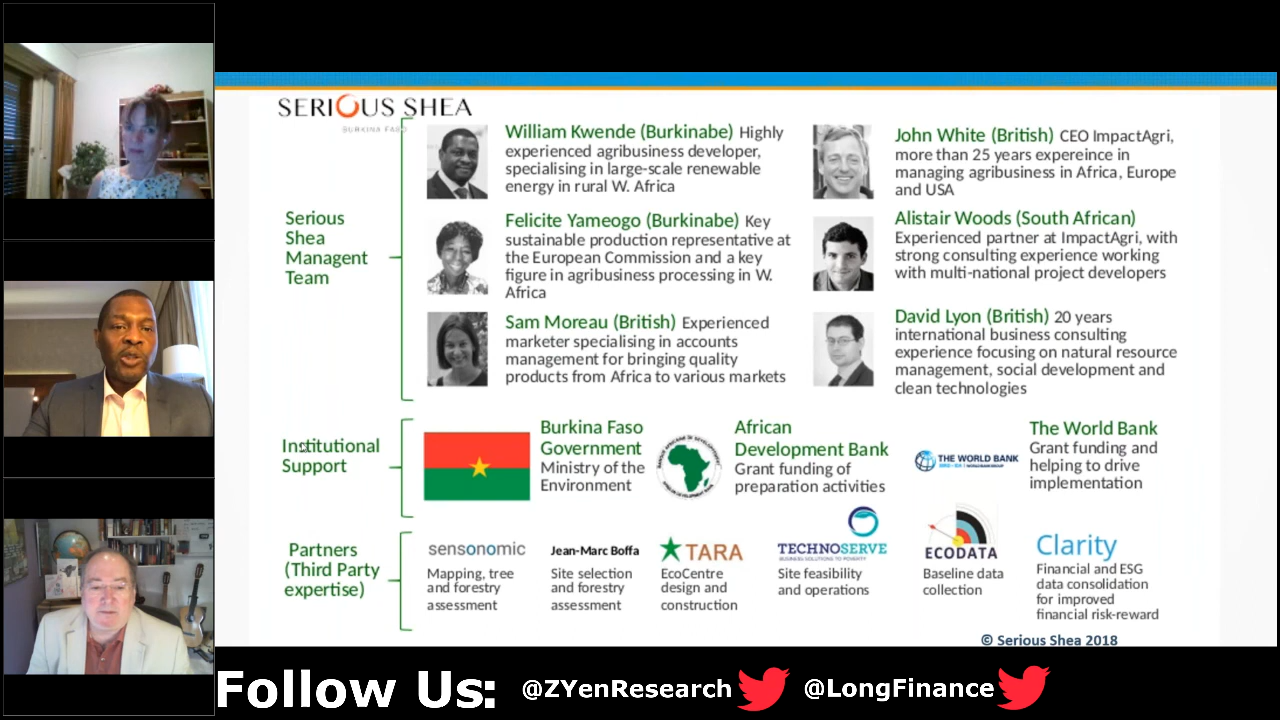 SERIOUS SHEA
BURKINA FASO
Serious
Shea
Managent
Team
William Kwende (Burkinabe) Highly
experienced agribusiness developer,
specialising in large-scale renewable
energy in rural W. Africa
Felicite Yameogo (Burkinabe) Key
sustainable production representative at
the European Commission and a key
figure in agribusiness processing in W.
Africa
Sam Moreau (British) Experienced
marketer specialising in accounts
management for bringing quality
products from Africa to various markets
John White (British) CEO ImpactAgri,
more than 25 years expereince in
managing agribusiness in Africa, Europe
and USA
Alistair Woods (South African)
Experienced partner at ImpactAgri, with
strong consulting experience working
with multi-national project developers
David Lyon (British) 20 years
international business consulting
experience focusing on natural resource
management, social development and
clean technologies
Institutional
Support
Burkina Faso
Government
Ministry of the
Environment
African
Development Bank
Grant funding of
preparation activities
THE WORLD BANK
The World Bank
Grant funding and
helping to drive
implementation
Partners
(Third Party
expertise)
sensonomic
Mapping, tree
and forestry
assessment
Jean-Marc Boffa
Site selection
and forestry
assessment
TARA
EcoCentre
design and
construction
TECHNOSERVE
BUSINESS SOLUTIONS TO POVERTY
Site feasibility
and operations
ECODATA
Baseline data
collection
Clarity
Financial and ESG
data consolidation
for improved
financial risk-reward
© Serious Shea 2018
Follow Us: @ZYenResearch @LongFinance